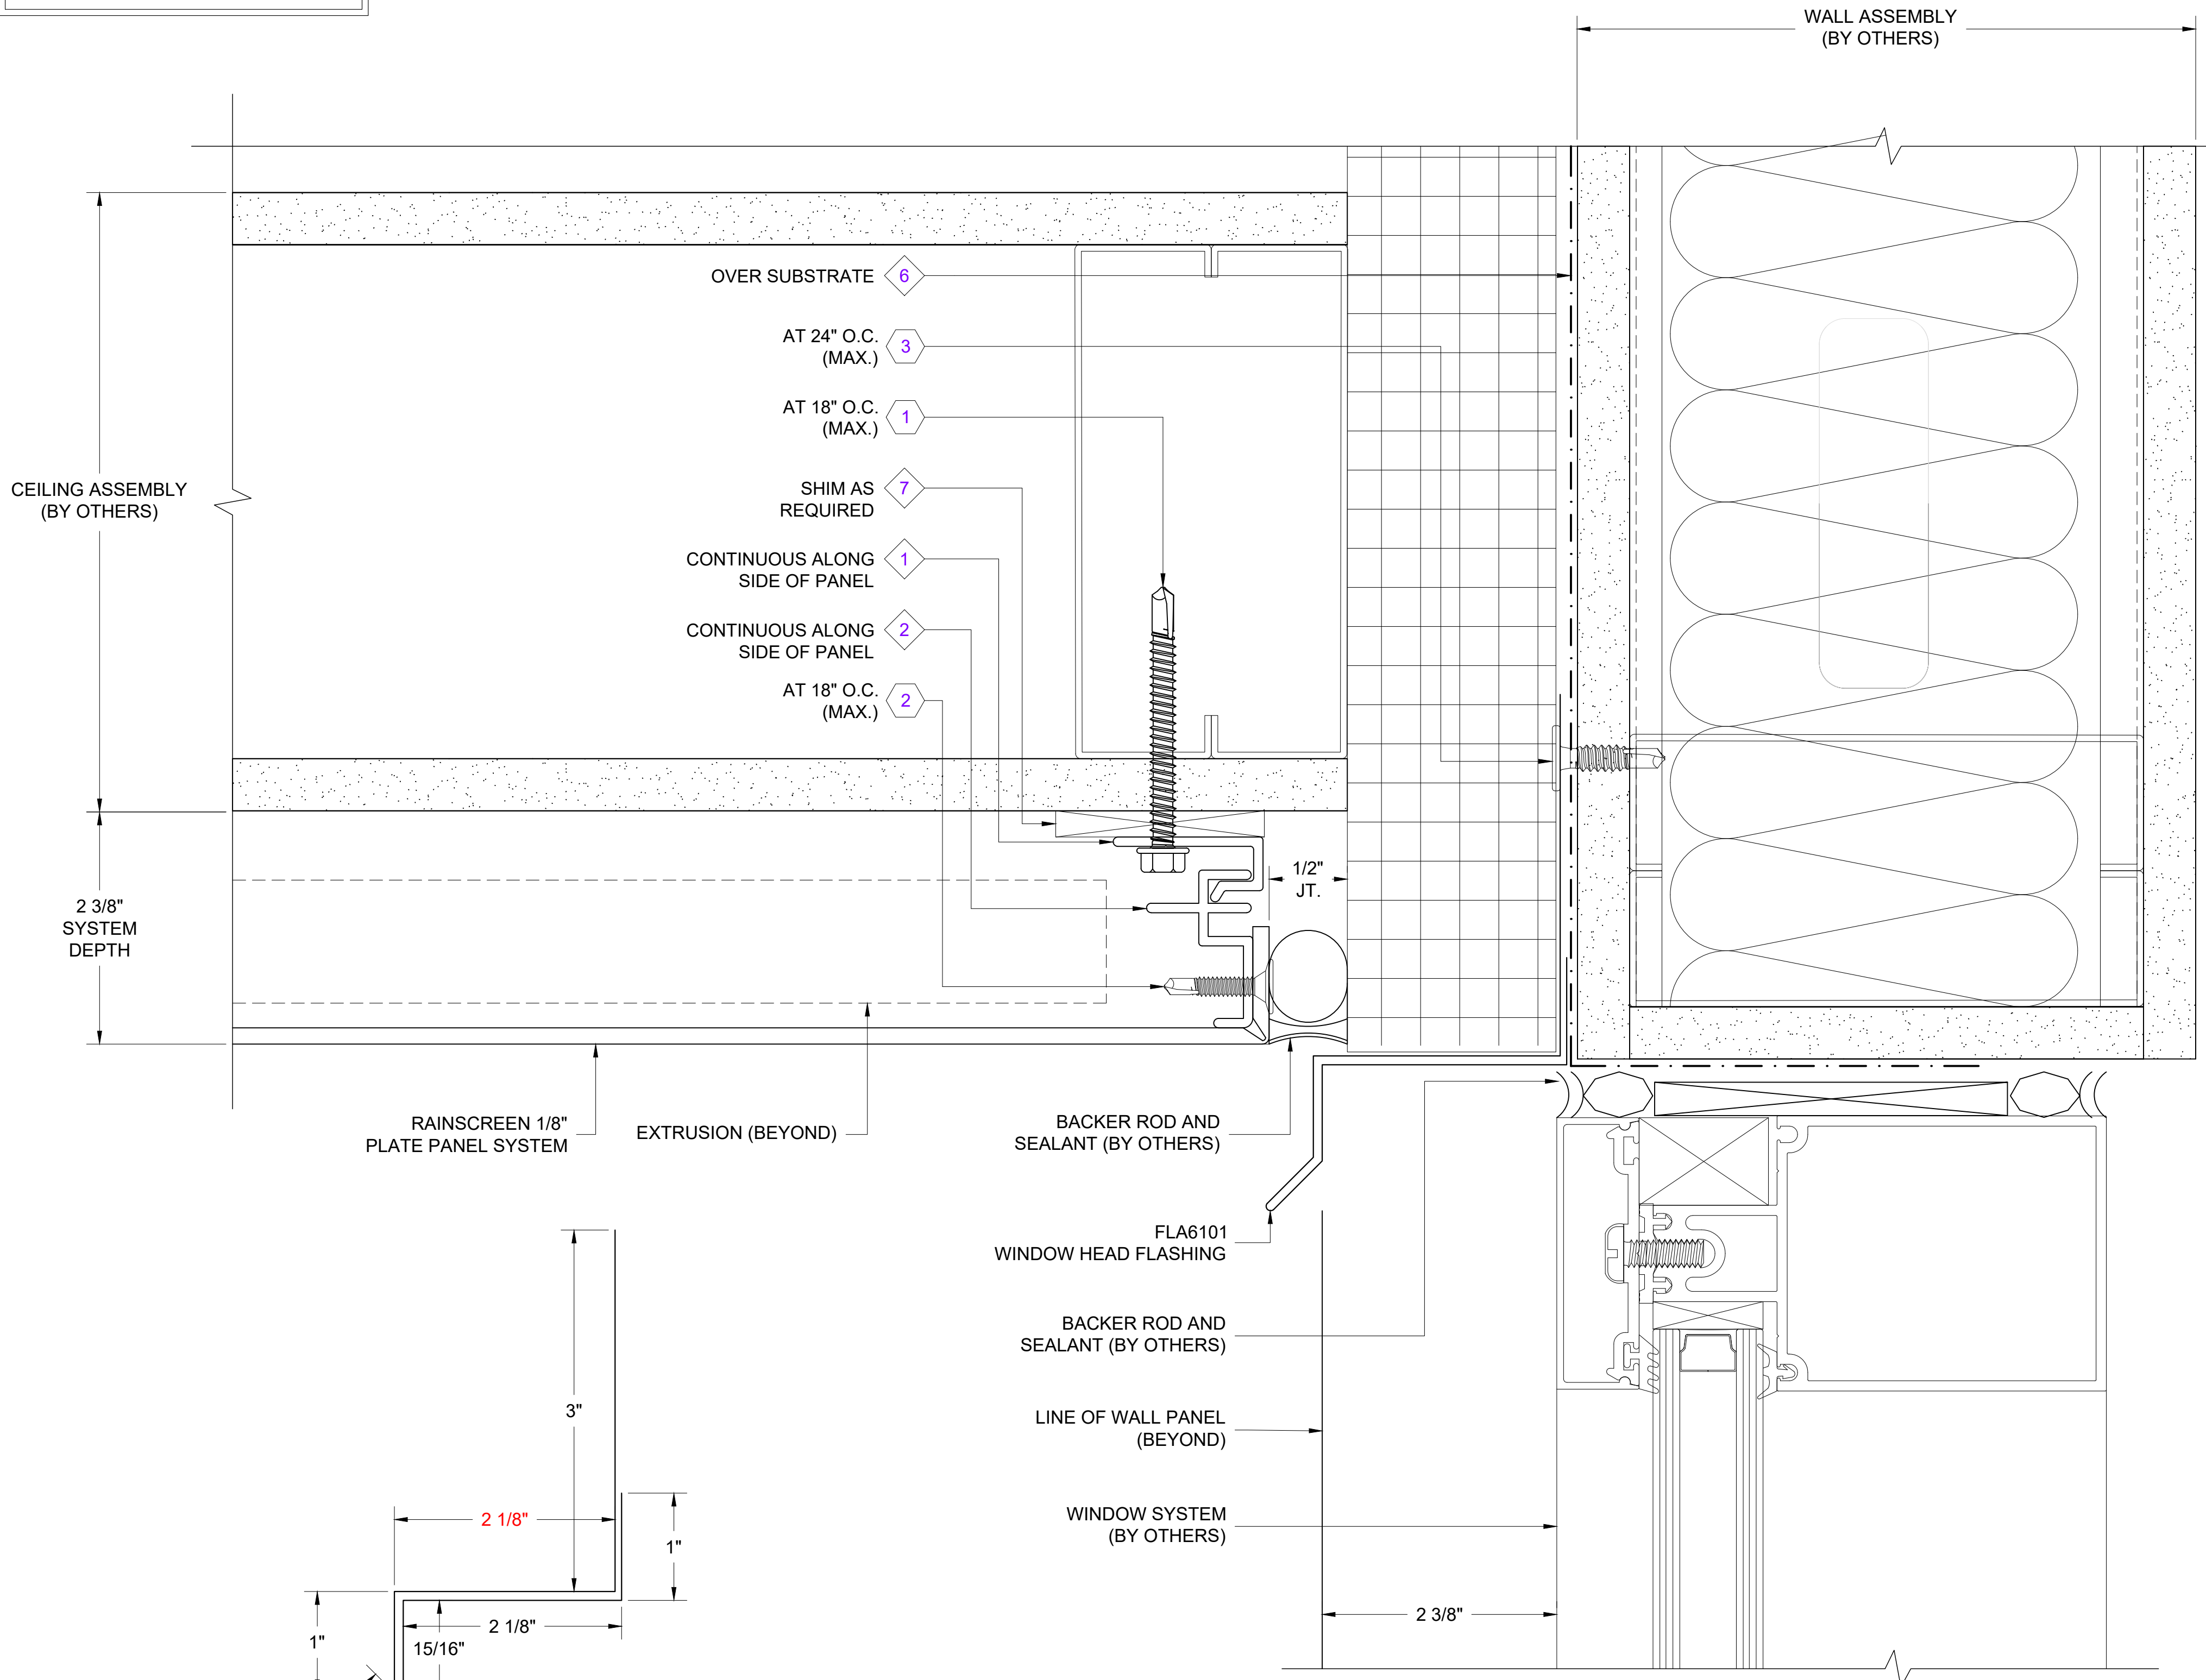 WALL ASSEMBLY
(BY OTHERS)
OVER SUBSTRATE 6
AT 24" O.C.
(MAX.)
3
AT 18" O.C.
(MAX.)
1
SHIM AS
REQUIRED
7
CEILING ASSEMBLY
(BY OTHERS)
CONTINUOUS ALONG
SIDE OF PANEL
1
CONTINUOUS ALONG
SIDE OF PANEL
2
AT 18" O.C.
(MAX.)
2
1/2"
JT.
2 3/8"
SYSTEM
DEPTH
RAINSCREEN 1/8"
PLATE PANEL SYSTEM
EXTRUSION (BEYOND)
BACKER ROD AND
SEALANT (BY OTHERS)
FLA6101
WINDOW HEAD FLASHING
BACKER ROD AND
SEALANT (BY OTHERS)
LINE OF WALL PANEL
(BEYOND)
WINDOW SYSTEM
(BY OTHERS)
2 3/8"
3"
2 1/8"
1"
2 1/8"
1"
15/16"